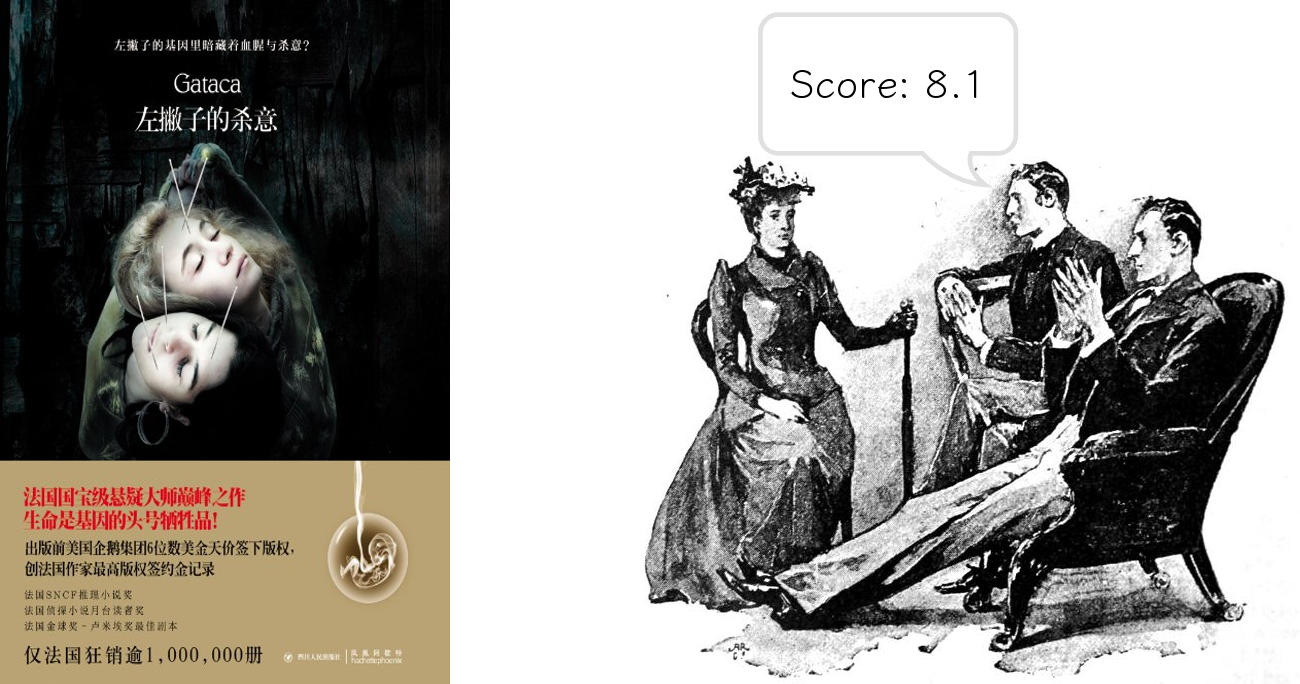 左撇子的基因里暗藏着血腥与杀意?
Gataca
左撇子的杀意
法国国宝级悬疑大师巅峰之作
生命是基因的头号牺牲品!
出版前美国企鹅集团6位数美金天价签下版权,
创法国作家最高版权签约金记录
法国SNCF推理小说奖
法国侦探小说月台读者奖
法国金球奖-卢米埃奖最佳剧本
仅法国狂销逾1,000,000册
四川人民出版社
凤凰阿歇特
hachettephoenix
Score: 8.1